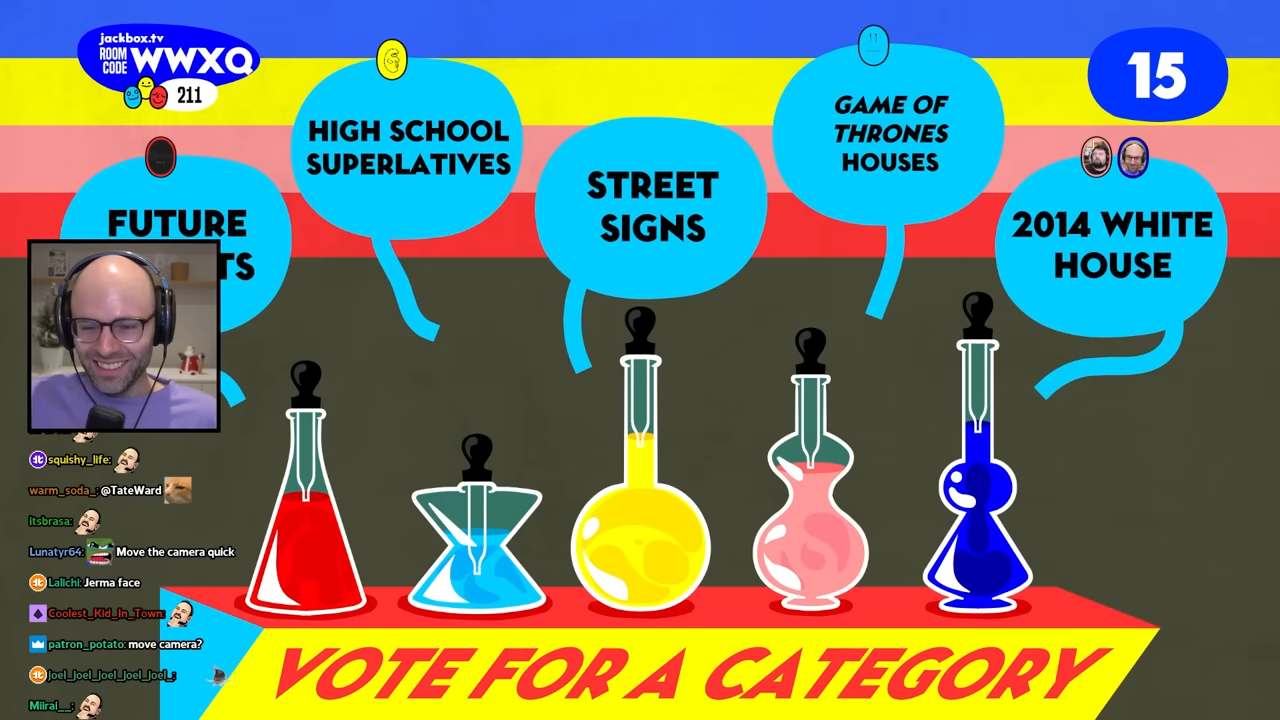 jackbox.tv
ROOM
CODE
WWXQ
211
15
HIGH SCHOOL
SUPERLATIVES
GAME OF
THRONES
HOUSES
STREET
SIGNS
FUTURE
TS
2014 WHITE
HOUSE
squishy_life:
warm_soda_: @TateWard
itsbrasa:
Lunatyr64: Move the camera quick
Lalichi: Jerma face
Coolest_Kid_In_Town:
patron_potato: move camera?
Joel_Joel_Joel_Joel_Joel_:
Milral__:
VOTE FOR A CATEGORY